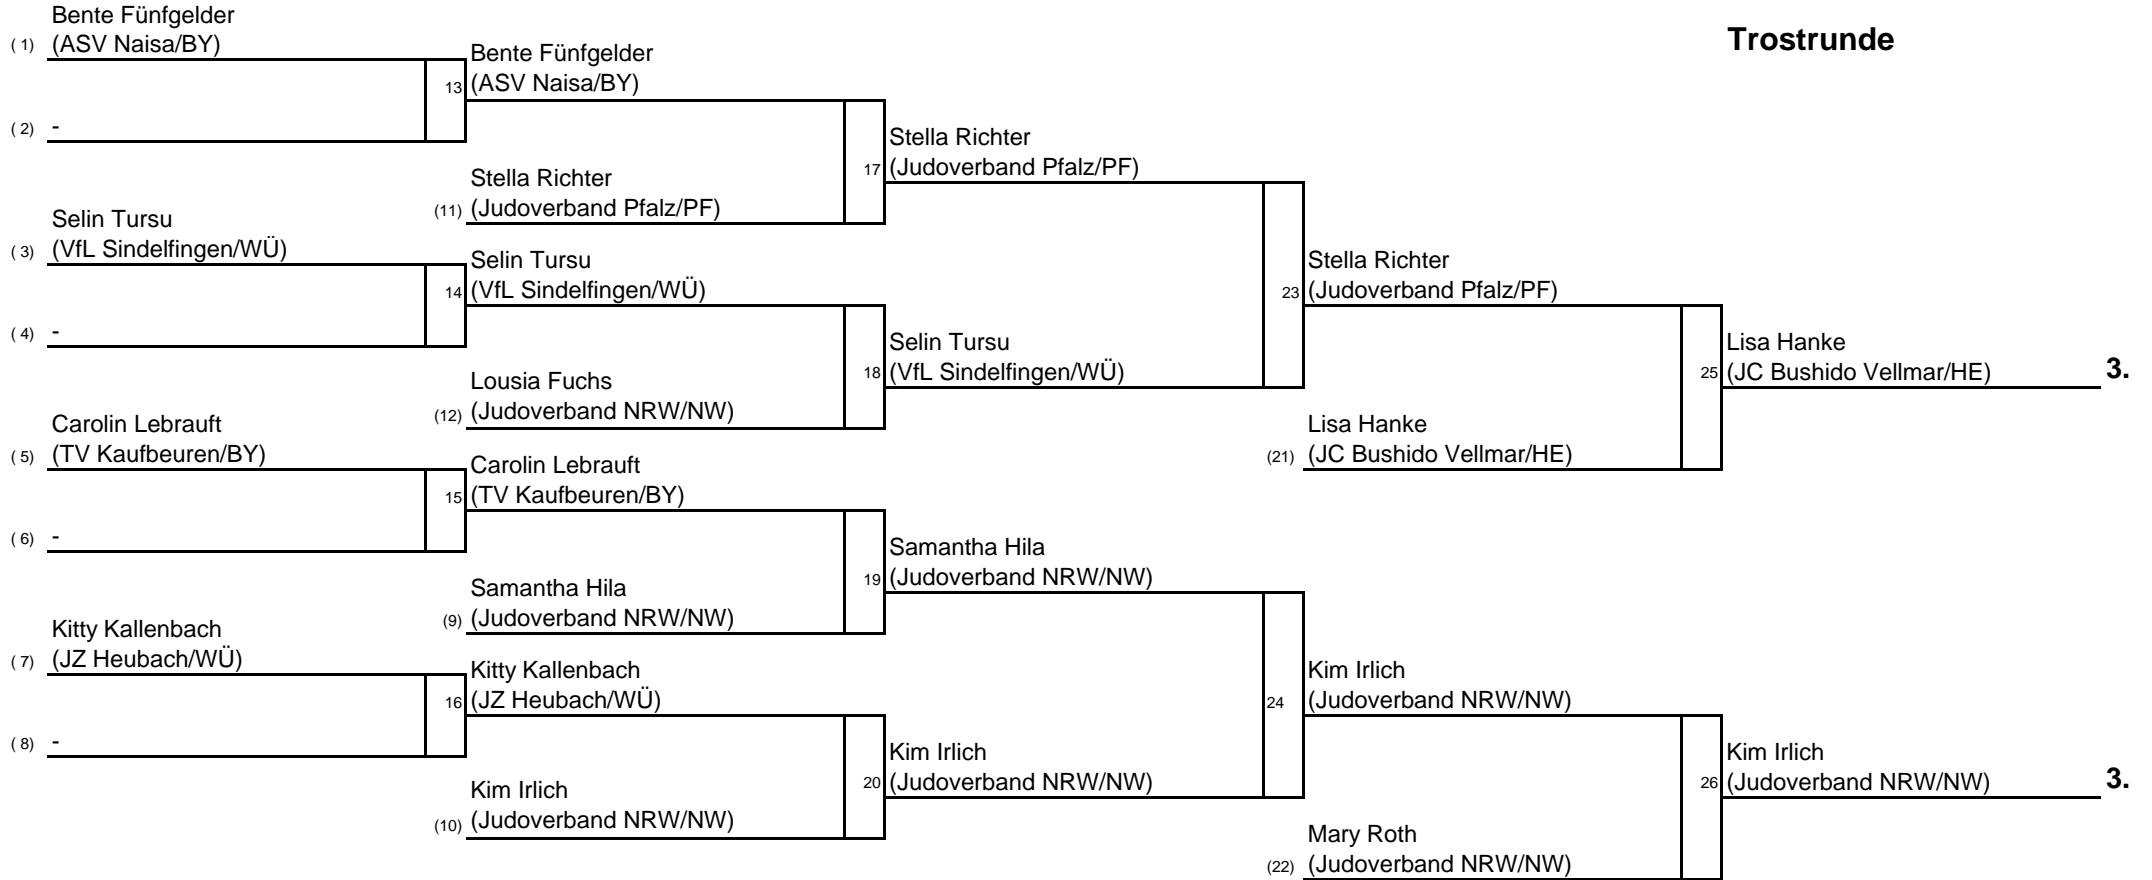 Trostrunde
Bente Fünfgelder
( 1) (ASV Naisa/BY)
( 2) -
Selin Tursu
( 3) (VfL Sindelfingen/WÜ)
( 4) -
Carolin Lebrauft
( 5) (TV Kaufbeuren/BY)
( 6) -
Kitty Kallenbach
( 7) (JZ Heubach/WÜ)
( 8) -
Bente Fünfgelder
13 (ASV Naisa/BY)
Stella Richter
(11) (Judoverband Pfalz/PF)
Selin Tursu
14 (VfL Sindelfingen/WÜ)
Lousia Fuchs
(12) (Judoverband NRW/NW)
Carolin Lebrauft
15 (TV Kaufbeuren/BY)
Samantha Hila
(9) (Judoverband NRW/NW)
Kitty Kallenbach
16 (JZ Heubach/WÜ)
Kim Irlich
(10) (Judoverband NRW/NW)
Stella Richter
17 (Judoverband Pfalz/PF)
Selin Tursu
18 (VfL Sindelfingen/WÜ)
Samantha Hila
19 (Judoverband NRW/NW)
Kim Irlich
20 (Judoverband NRW/NW)
Stella Richter
23 (Judoverband Pfalz/PF)
Lisa Hanke
(21) (JC Bushido Vellmar/HE)
Kim Irlich
24 (Judoverband NRW/NW)
Mary Roth
(22) (Judoverband NRW/NW)
Lisa Hanke
25 (JC Bushido Vellmar/HE) 3.
Kim Irlich
26 (Judoverband NRW/NW) 3.